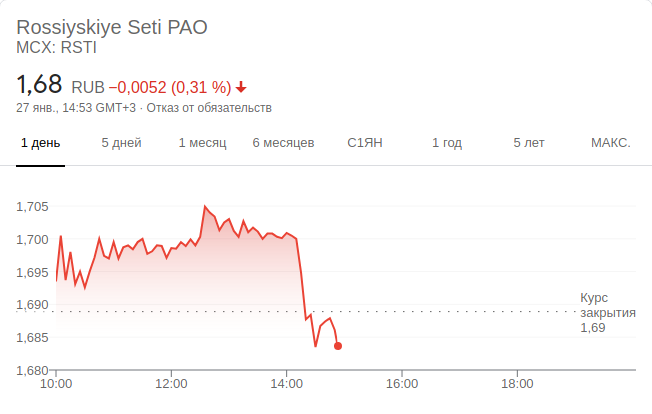 Rossiyskiye Seti PAO
MCX: RSTI
1,68 RUB −0,0052 (0,31 %)
27 янв., 14:53 GMT+3 · Отказ от обязательств
1 день 5 дней 1 месяц 6 месяцев С1ЯН 1 год 5 лет МАКС.
1,705
1,700
1,695
1,690
1,685
1,680
Курс
закрытия
1,69
10:00 12:00 14:00 16:00 18:00